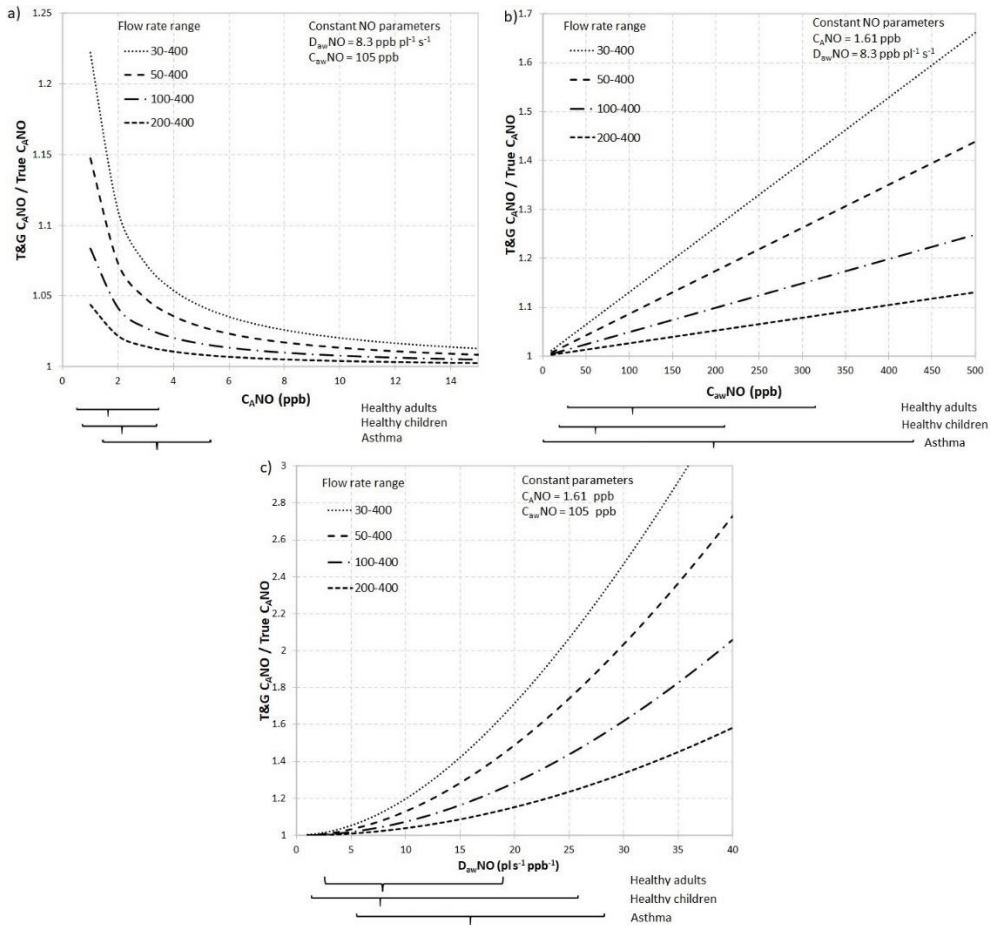 a)
T&G CANO / True CANO
1.25
1.2
1.15
1.1
1.05
1
Flow rate range
30-400
50-400
100-400
200-400
Constant NO parameters
DawNO = 8.3 ppb pl⁻¹ s⁻¹
CawNO = 105 ppb
0 2 4 6 8 10 12 14
CANO (ppb)
Healthy adults
Healthy children
Asthma
b)
T&G CANO / True CANO
1.7
1.6
1.5
1.4
1.3
1.2
1.1
1
Flow rate range
30-400
50-400
100-400
200-400
Constant NO parameters
CANO = 1.61 ppb
DawNO = 8.3 ppb pl⁻¹ s⁻¹
0 50 100 150 200 250 300 350 400 450 500
CawNO (ppb)
Healthy adults
Healthy children
Asthma
c)
T&G CANO / True CANO
3
2.8
2.6
2.4
2.2
2
1.8
1.6
1.4
1.2
1
Flow rate range
30-400
50-400
100-400
200-400
Constant parameters
CANO = 1.61 ppb
CawNO = 105 ppb
0 5 10 15 20 25 30 35 40
DawNO (pl s⁻¹ ppb⁻¹)
Healthy adults
Healthy children
Asthma